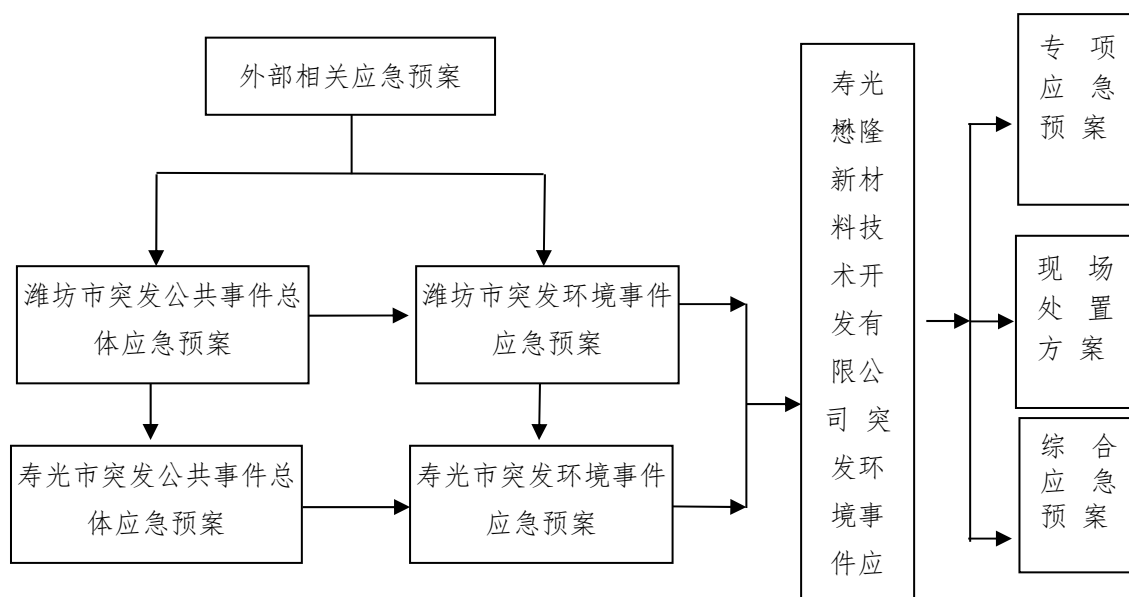 外部相关应急预案
潍坊市突发公共事件总
体应急预案
潍坊市突发环境事件
应急预案
寿光市突发公共事件总
体应急预案
寿光市突发环境事件
应急预案
寿光
懋隆
新材
料技
术开
发有
限公
司 突
发环
境事
件应
专 项
应 急
预 案
现 场
处 置
方 案
综 合
应 急
预 案